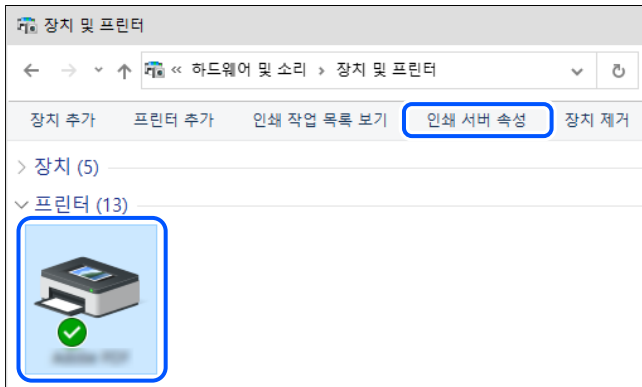 장치 및 프린터
« 하드웨어 및 소리 › 장치 및 프린터
장치 추가 프린터 추가 인쇄 작업 목록 보기 인쇄 서버 속성 장치 제거
장치 (5)
프린터 (13)